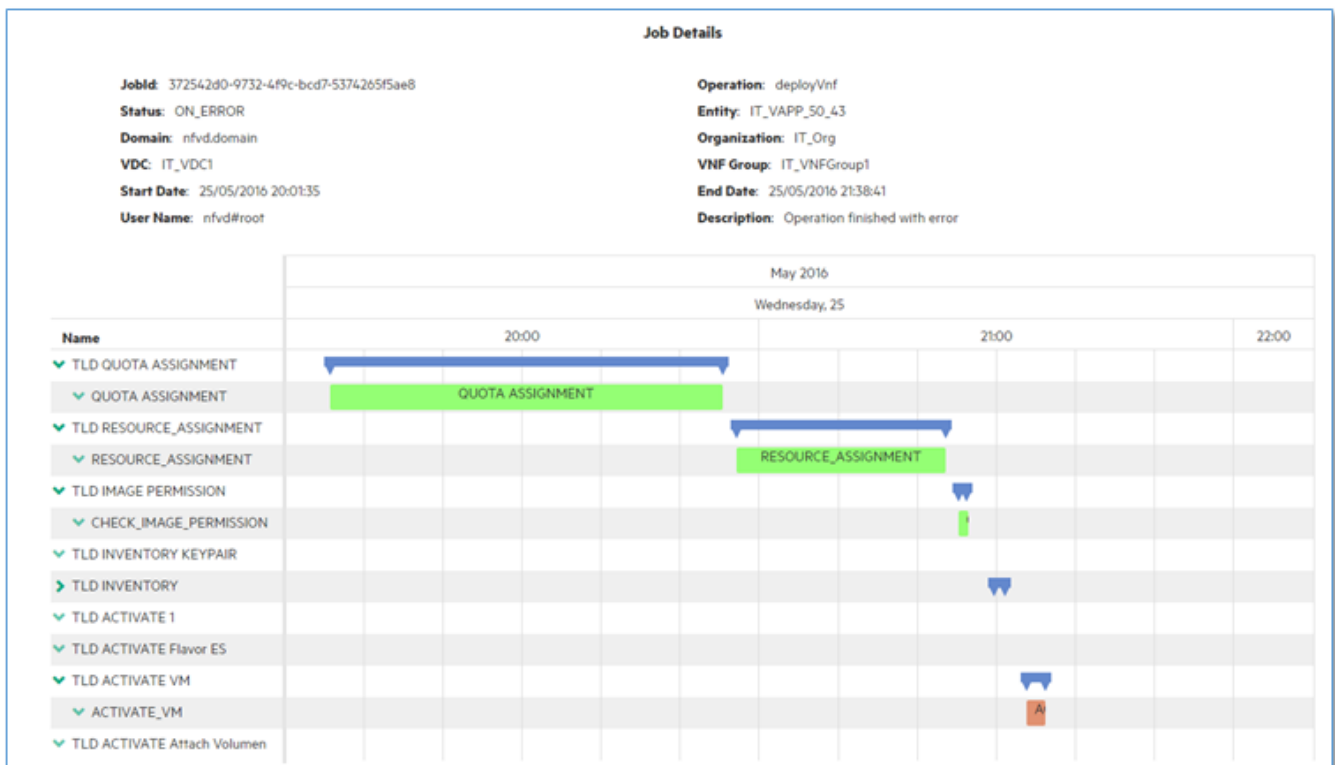 Job Details
JobId: 372542d0-9732-4f9c-bcd7-5374265f5ae8
Operation: deployVnf
Status: ON_ERROR
Entity: IT_VAPP_50_43
Domain: nfvd.domain
Organization: IT_Org
VDC: IT_VDC1
VNF Group: IT_VNFGroup1
Start Date: 25/05/2016 20:01:35
End Date: 25/05/2016 21:38:41
User Name: nfvd#root
Description: Operation finished with error
May 2016
Wednesday, 25
Name 20:00 21:00 22:00
TLD QUOTA ASSIGNMENT
QUOTA ASSIGNMENT QUOTA ASSIGNMENT
TLD RESOURCE_ASSIGNMENT
RESOURCE_ASSIGNMENT RESOURCE_ASSIGNMENT
TLD IMAGE PERMISSION
CHECK_IMAGE_PERMISSION
TLD INVENTORY KEYPAIR
TLD INVENTORY
TLD ACTIVATE 1
TLD ACTIVATE Flavor ES
TLD ACTIVATE VM
ACTIVATE_VM
TLD ACTIVATE Attach Volumen